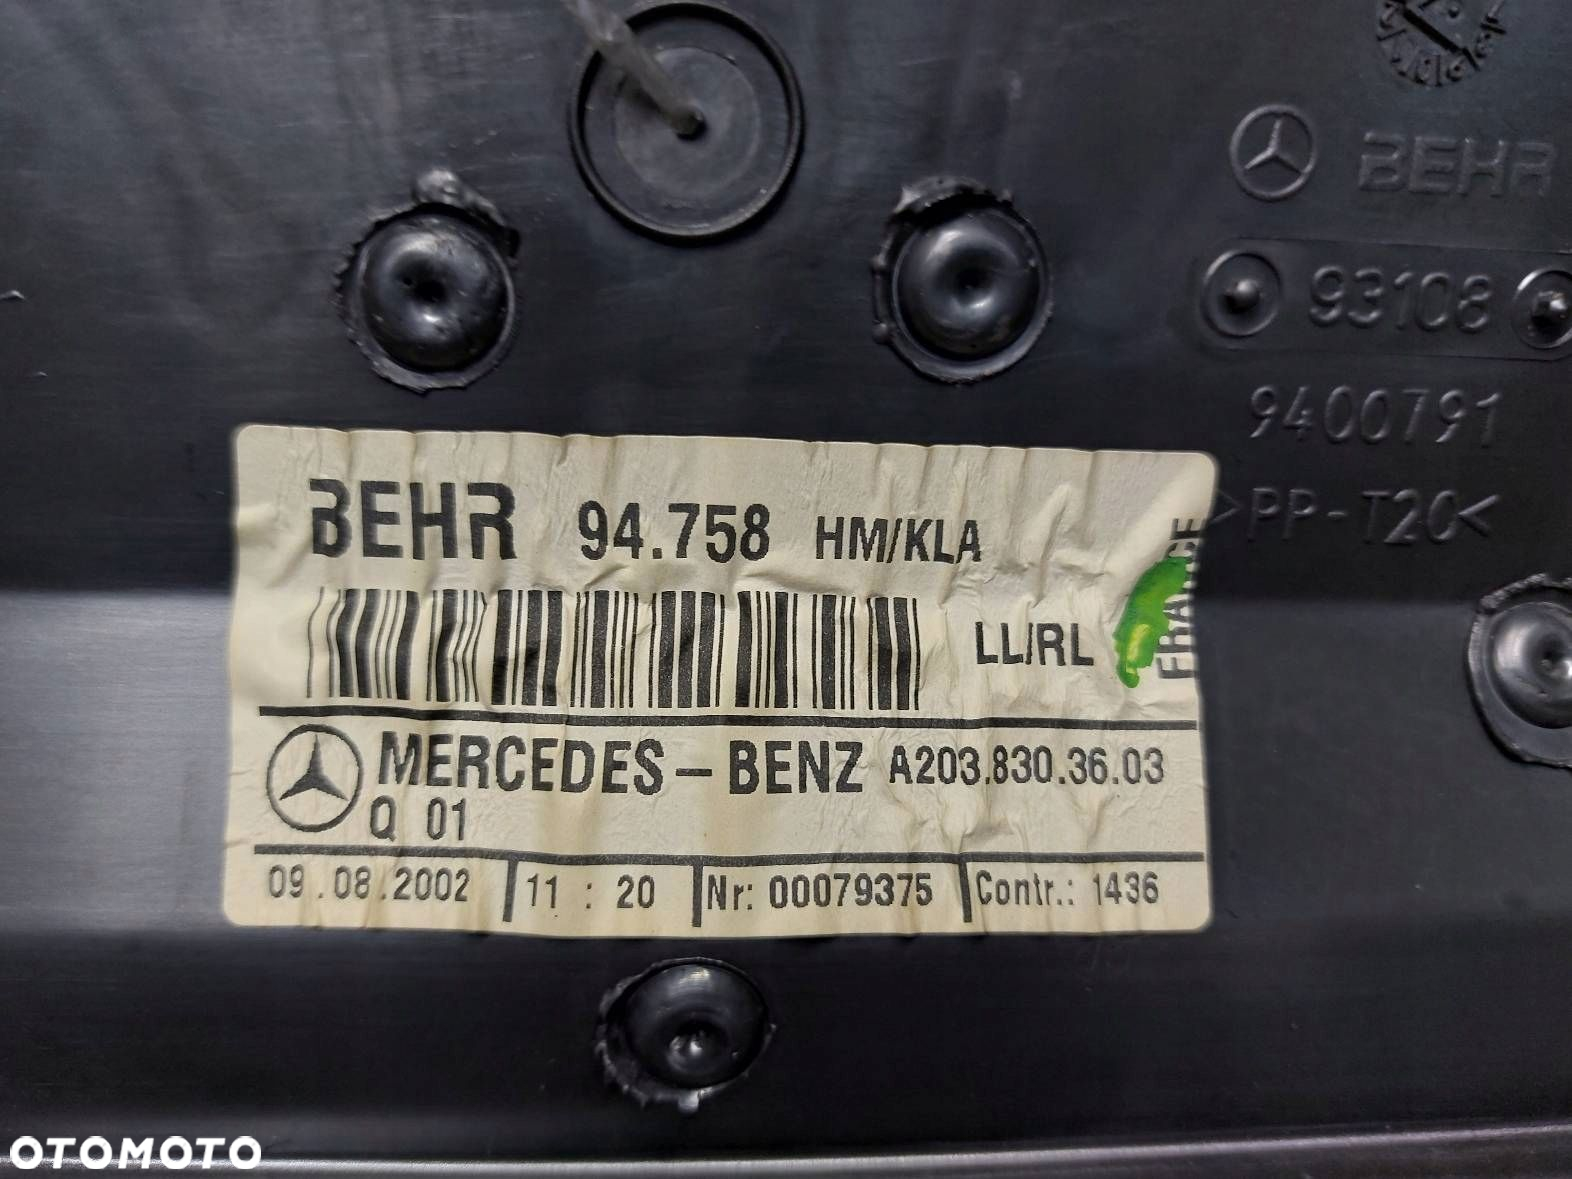 BEHR
93108
9400791
>PP-T20<
BEHR 94.758 HM/KLA
LL/RL
FRANCE
MERCEDES-BENZ A203.830.36.03
Q 01
09.08.2002 11 : 20 Nr: 00079375 Contr.: 1436
OTOMOTO